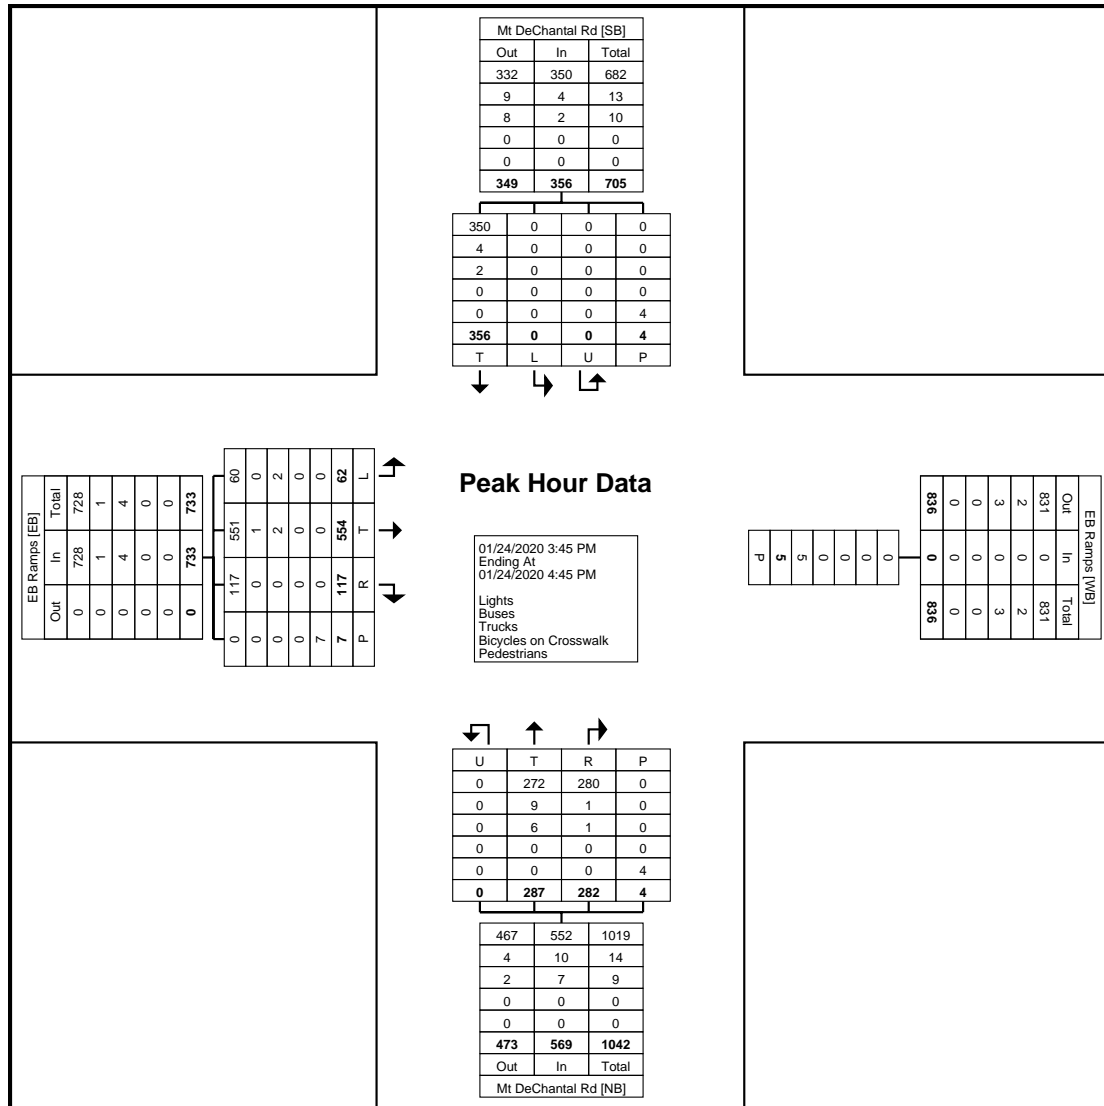 Mt DeChantal Rd [SB]
Out In Total
332 350 682
9 4 13
8 2 10
0 0 0
0 0 0
349 356 705
350 0 0 0
4 0 0 0
2 0 0 0
0 0 0 0
0 0 0 4
356 0 0 4
T L U P
EB Ramps [EB]
Total 728 1 4 0 0 733
In 728 1 4 0 0 733
Out 0 0 0 0 0 0
60 0 2 0 0 62 L
551 1 2 0 0 554 T
117 0 0 0 0 117 R
0 0 0 0 7 7 P
Peak Hour Data
01/24/2020 3:45 PM
Ending At
01/24/2020 4:45 PM
Lights
Buses
Trucks
Bicycles on Crosswalk
Pedestrians
EB Ramps [WB]
Out In Total
831 0 831
2 0 2
3 0 3
0 0 0
0 0 0
836 0 836
0
0
0
0
5
5
P
U T R P
0 272 280 0
0 9 1 0
0 6 1 0
0 0 0 0
0 0 0 4
0 287 282 4
467 552 1019
4 10 14
2 7 9
0 0 0
0 0 0
473 569 1042
Out In Total
Mt DeChantal Rd [NB]